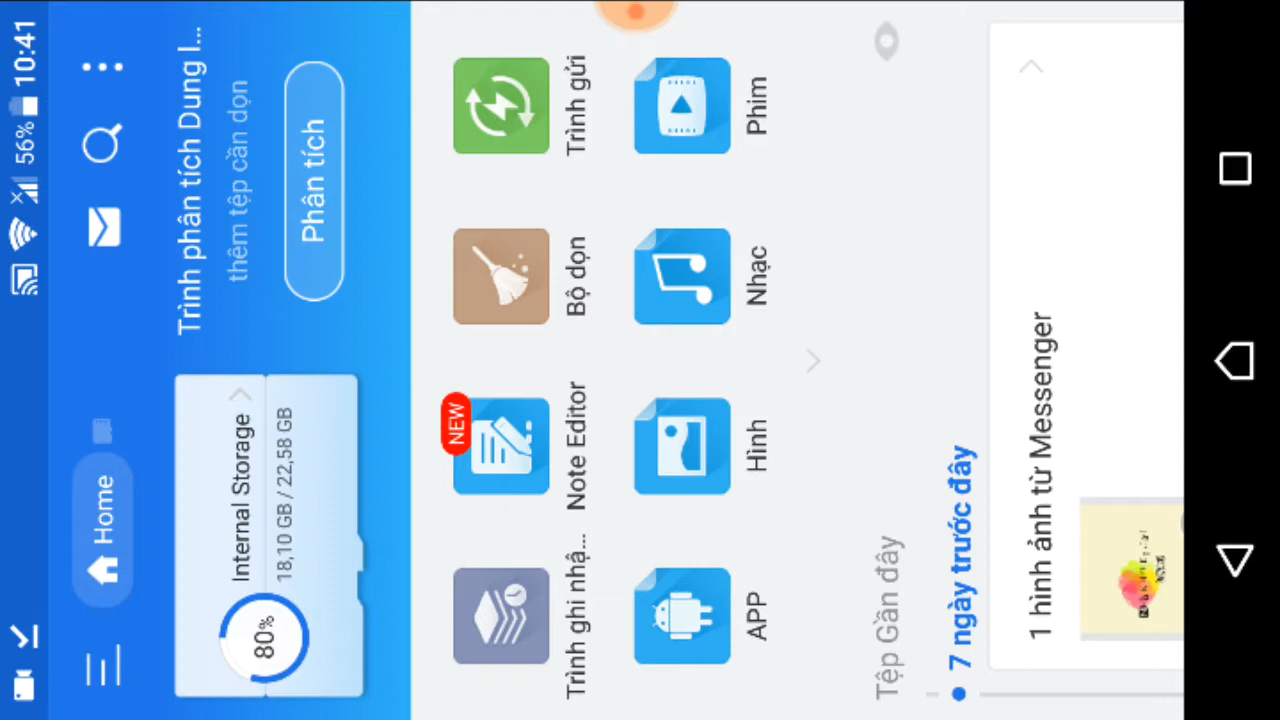 56% 10:41
Home
80%
Internal Storage
18,10 GB / 22,58 GB
Trình phân tích Dung l...
thêm tệp cần dọn
Phân tích
NEW
Trình ghi nhậ...
Note Editor
Bộ dọn
Trình gửi
APP
Hình
Nhạc
Phim
Tệp Gần đây
7 ngày trước đây
1 hình ảnh từ Messenger